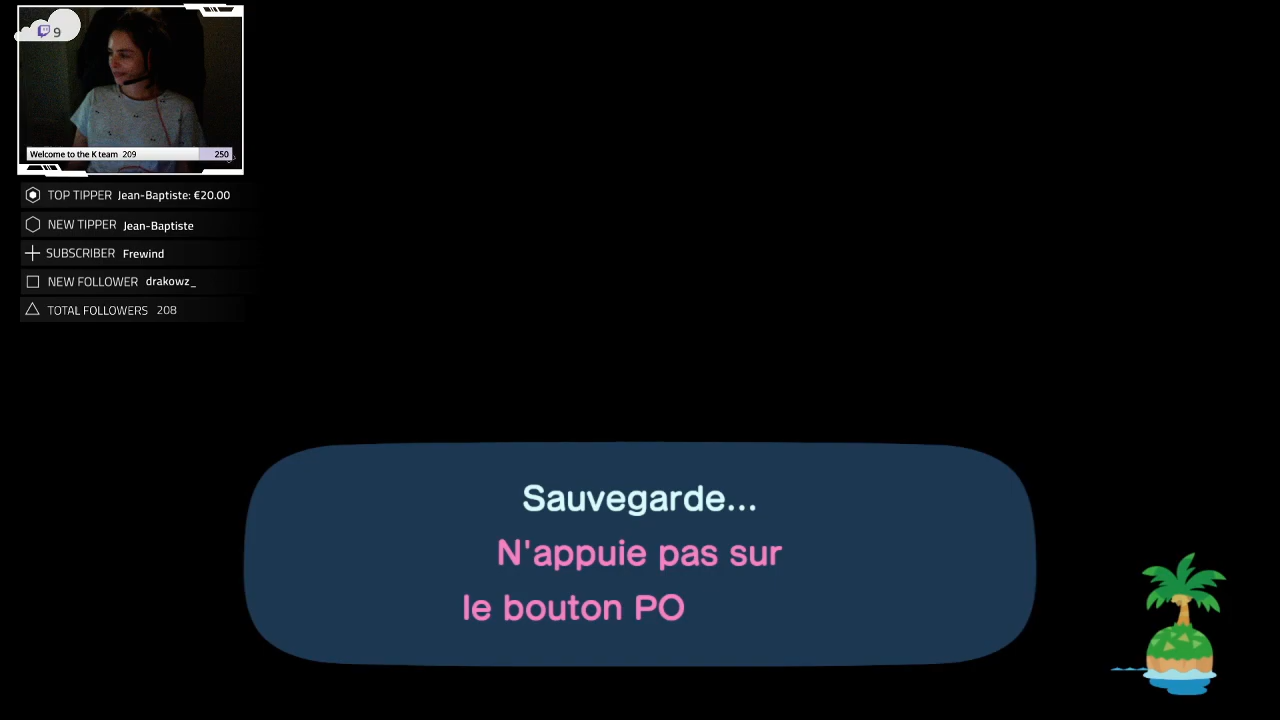 9
Welcome to the K team 209 250
TOP TIPPER Jean-Baptiste: €20.00
NEW TIPPER Jean-Baptiste
SUBSCRIBER Frewind
NEW FOLLOWER drakowz_
TOTAL FOLLOWERS 208
Sauvegarde...
N'appuie pas sur
le bouton PO